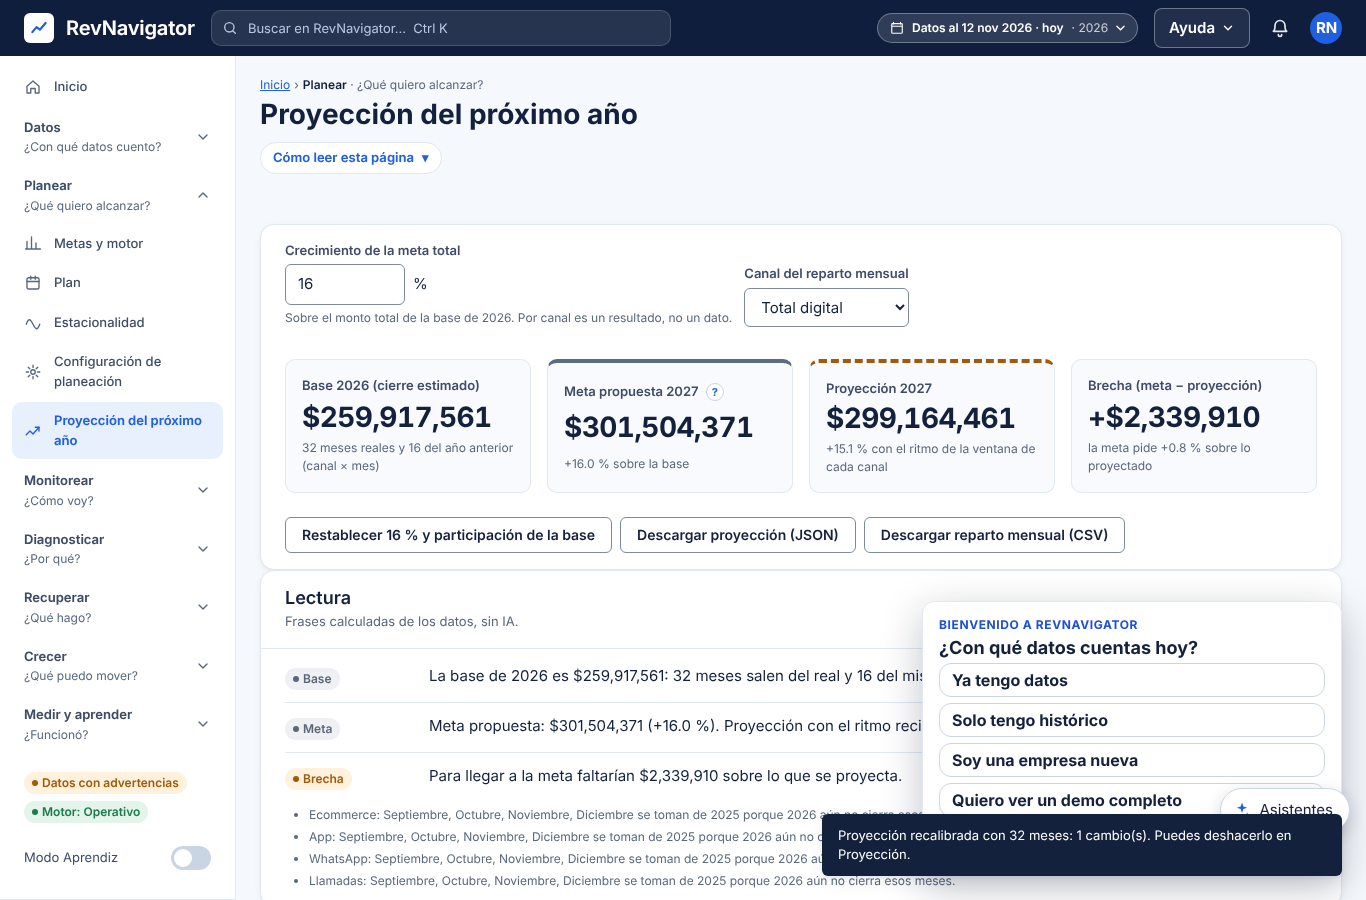 RevNavigator
Buscar en RevNavigator... Ctrl K
Datos al 12 nov 2026 · hoy · 2026
Ayuda
RN
Inicio
Datos
¿Con qué datos cuento?
Planear
¿Qué quiero alcanzar?
Metas y motor
Plan
Estacionalidad
Configuración de
planeación
Proyección del próximo
año
Monitorear
¿Cómo voy?
Diagnosticar
¿Por qué?
Recuperar
¿Qué hago?
Crecer
¿Qué puedo mover?
Medir y aprender
¿Funcionó?
Datos con advertencias
Motor: Operativo
Modo Aprendiz
Inicio › Planear · ¿Qué quiero alcanzar?
Proyección del próximo año
Cómo leer esta página ▾
Crecimiento de la meta total
16 %
Sobre el monto total de la base de 2026. Por canal es un resultado, no un dato.
Canal del reparto mensual
Total digital
Base 2026 (cierre estimado)
$259,917,561
32 meses reales y 16 del año anterior
(canal × mes)
Meta propuesta 2027 ?
$301,504,371
+16.0 % sobre la base
Proyección 2027
$299,164,461
+15.1 % con el ritmo de la ventana de
cada canal
Brecha (meta − proyección)
+$2,339,910
la meta pide +0.8 % sobre lo
proyectado
Restablecer 16 % y participación de la base
Descargar proyección (JSON)
Descargar reparto mensual (CSV)
Lectura
Frases calculadas de los datos, sin IA.
Base
La base de 2026 es $259,917,561: 32 meses salen del real y 16 del
Meta
Meta propuesta: $301,504,371 (+16.0 %). Proyección con el ritmo
Brecha
Para llegar a la meta faltarían $2,339,910 sobre lo que se proyecta.
Ecommerce: Septiembre, Octubre, Noviembre, Diciembre se toman de 2025 porque 2026 aún no cierra
App: Septiembre, Octubre, Noviembre, Diciembre se toman de 2025 porque 2026 aún no
WhatsApp: Septiembre, Octubre, Noviembre, Diciembre se toman de 2025 porque 2026
Llamadas: Septiembre, Octubre, Noviembre, Diciembre se toman de 2025 porque 2026 aún no cierra esos meses.
BIENVENIDO A REVNAVIGATOR
¿Con qué datos cuentas hoy?
Ya tengo datos
Solo tengo histórico
Soy una empresa nueva
Quiero ver un demo completo
Asistentes
Proyección recalibrada con 32 meses: 1 cambio(s). Puedes deshacerlo en
Proyección.